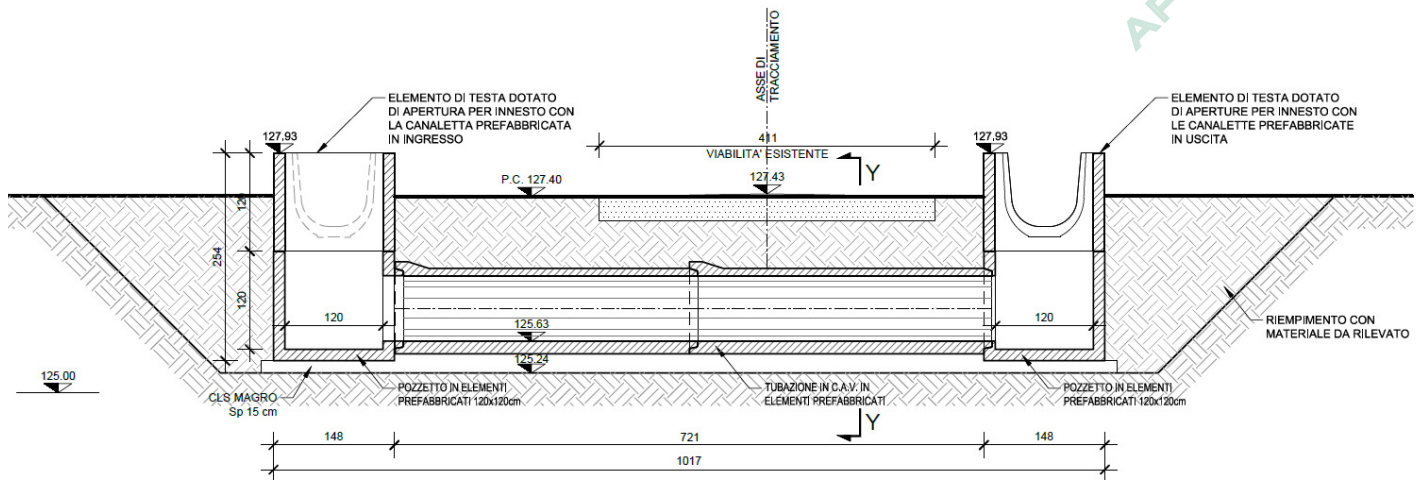 AP
ASSE DI
TRACCIAMENTO
ELEMENTO DI TESTA DOTATO
DI APERTURA PER INNESTO CON
LA CANALETTA PREFABBRICATA
IN INGRESSO
ELEMENTO DI TESTA DOTATO
DI APERTURE PER INNESTO CON
LE CANALETTE PREFABBRICATE
IN USCITA
127,93
411
127,93
VIABILITA' ESISTENTE
Y
P.C. 127.40
127.43
120
254
120
120
125.63
120
RIEMPIMENTO CON
MATERIALE DA RILEVATO
125.24
125.00
CLS MAGRO
Sp 15 cm
POZZETTO IN ELEMENTI
PREFABBRICATI 120x120cm
TUBAZIONE IN C.A.V. IN
ELEMENTI PREFABBRICATI
POZZETTO IN ELEMENTI
PREFABBRICATI 120x120cm
Y
148
721
148
1017